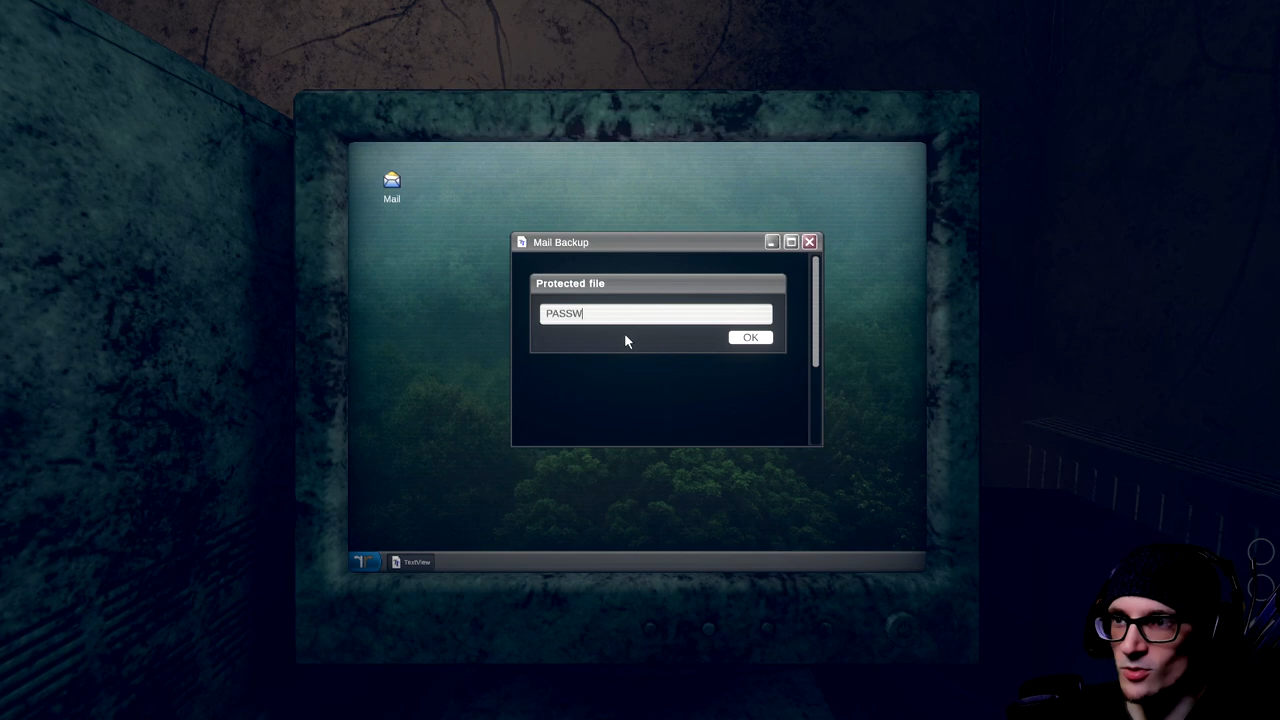 Mail
Mail Backup
Protected file
PASSW
OK
TextView